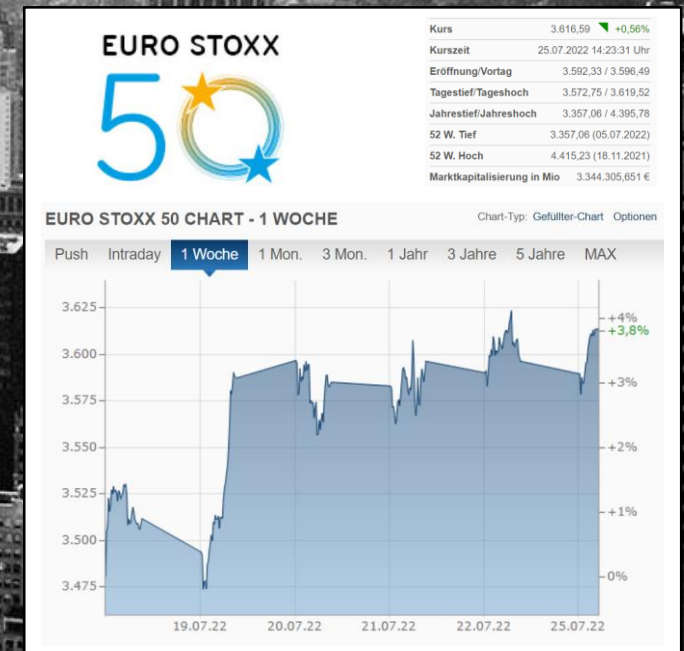 EURO STOXX
50
Kurs 3.616,59 +0,56%
Kurszeit 25.07.2022 14:23:31 Uhr
Eröffnung/Vortag 3.592,33 / 3.596,49
Tagestief/Tageshoch 3.572,75 / 3.619,52
Jahrestief/Jahreshoch 3.357,06 / 4.395,78
52 W. Tief 3.357,06 (05.07.2022)
52 W. Hoch 4.415,23 (18.11.2021)
Marktkapitalisierung in Mio 3.344.305,651 €
EURO STOXX 50 CHART - 1 WOCHE
Chart-Typ: Gefüllter-Chart Optionen
Push Intraday 1 Woche 1 Mon. 3 Mon. 1 Jahr 3 Jahre 5 Jahre MAX
3.625
3.600
3.575
3.550
3.525
3.500
3.475
+4%
+3,8%
+3%
+2%
+1%
0%
19.07.22 20.07.22 21.07.22 22.07.22 25.07.22